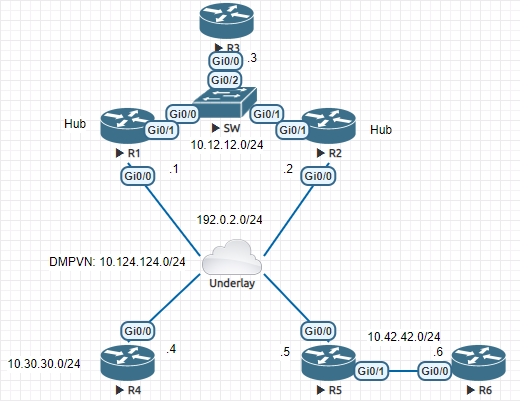 R3
Gi0/0
.3
Gi0/2
Hub
Gi0/0
Gi0/1
Gi0/1
Gi0/1
SW
Hub
R1
10.12.12.0/24
R2
.1
.2
Gi0/0
Gi0/0
192.0.2.0/24
DMPVN: 10.124.124.0/24
Underlay
Gi0/0
Gi0/0
10.42.42.0/24
.4
.5
.6
10.30.30.0/24
R4
R5
Gi0/1
Gi0/0
R6